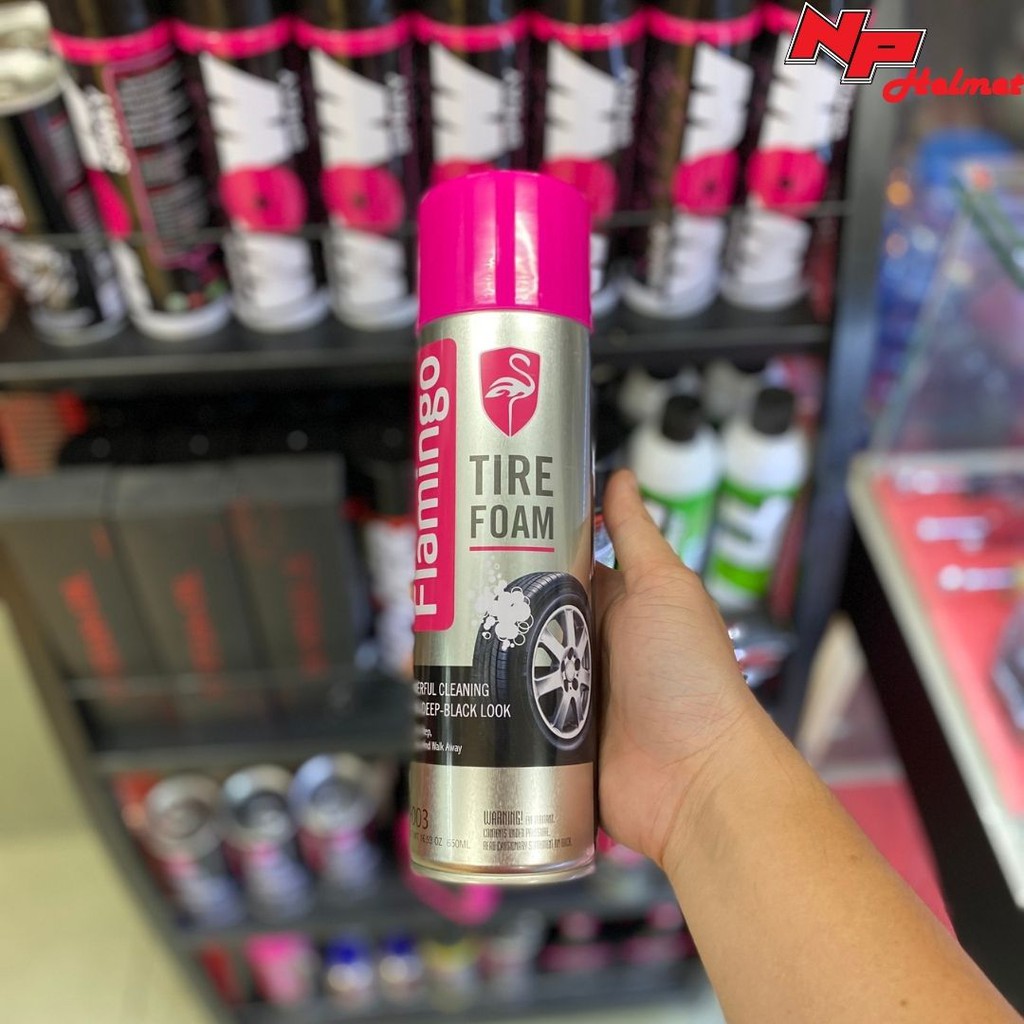 NP
Helmet
Flamingo
TIRE
FOAM
ERFUL CLEANING
DEEP-BLACK LOOK
Walk Away
003
650ML
WARNING!